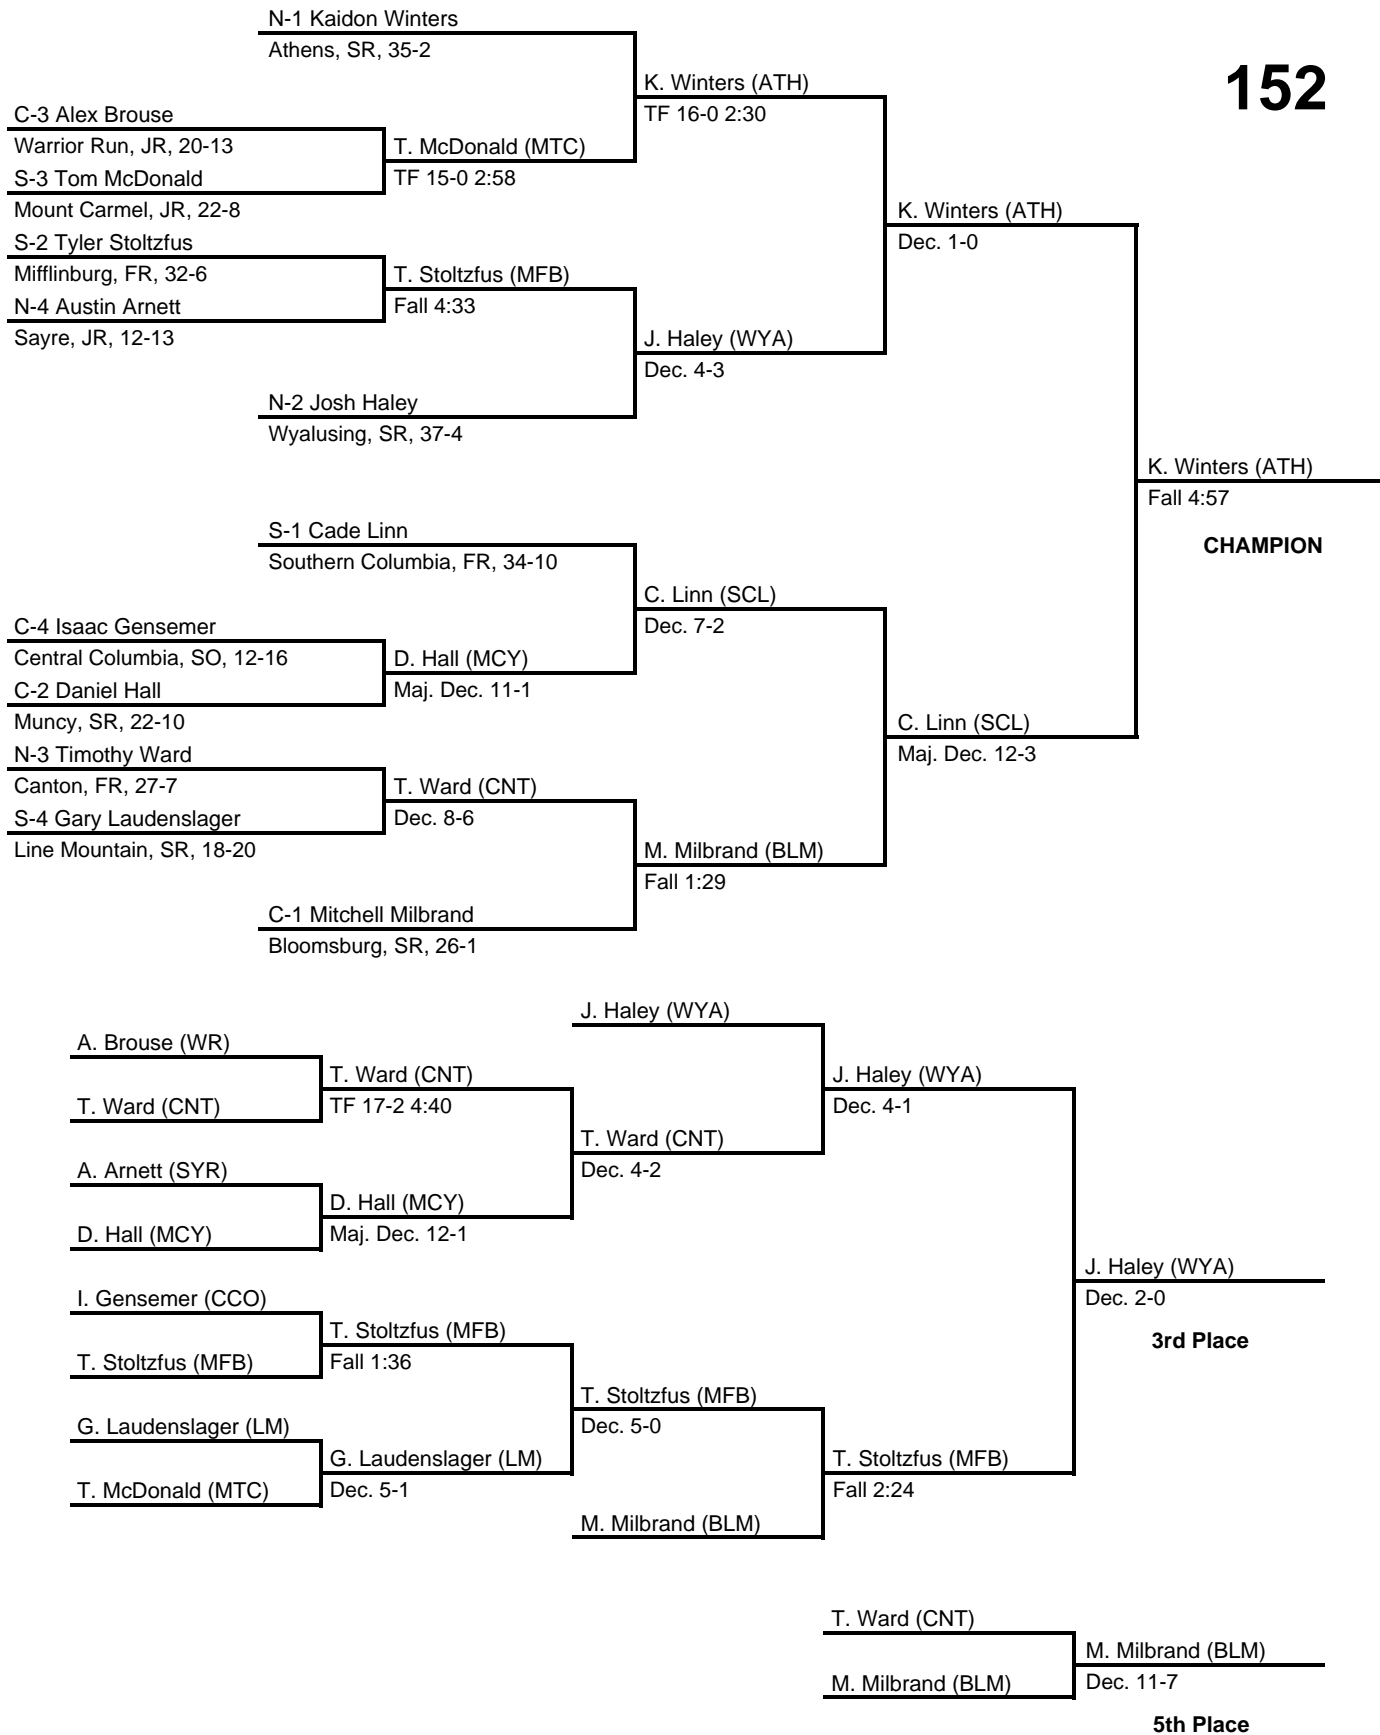 152
N-1 Kaidon Winters
Athens, SR, 35-2
K. Winters (ATH)
TF 16-0 2:30
C-3 Alex Brouse
Warrior Run, JR, 20-13
T. McDonald (MTC)
TF 15-0 2:58
S-3 Tom McDonald
Mount Carmel, JR, 22-8
K. Winters (ATH)
Dec. 1-0
S-2 Tyler Stoltzfus
Mifflinburg, FR, 32-6
T. Stoltzfus (MFB)
Fall 4:33
N-4 Austin Arnett
Sayre, JR, 12-13
J. Haley (WYA)
Dec. 4-3
N-2 Josh Haley
Wyalusing, SR, 37-4
K. Winters (ATH)
Fall 4:57
CHAMPION
S-1 Cade Linn
Southern Columbia, FR, 34-10
C. Linn (SCL)
Dec. 7-2
C-4 Isaac Gensemer
Central Columbia, SO, 12-16
D. Hall (MCY)
Maj. Dec. 11-1
C-2 Daniel Hall
Muncy, SR, 22-10
C. Linn (SCL)
Maj. Dec. 12-3
N-3 Timothy Ward
Canton, FR, 27-7
T. Ward (CNT)
Dec. 8-6
S-4 Gary Laudenslager
Line Mountain, SR, 18-20
M. Milbrand (BLM)
Fall 1:29
C-1 Mitchell Milbrand
Bloomsburg, SR, 26-1
J. Haley (WYA)
A. Brouse (WR)
T. Ward (CNT)
TF 17-2 4:40
T. Ward (CNT)
J. Haley (WYA)
Dec. 4-1
T. Ward (CNT)
Dec. 4-2
A. Arnett (SYR)
D. Hall (MCY)
Maj. Dec. 12-1
D. Hall (MCY)
J. Haley (WYA)
Dec. 2-0
3rd Place
I. Gensemer (CCO)
T. Stoltzfus (MFB)
Fall 1:36
T. Stoltzfus (MFB)
T. Stoltzfus (MFB)
Dec. 5-0
G. Laudenslager (LM)
G. Laudenslager (LM)
Dec. 5-1
T. McDonald (MTC)
T. Stoltzfus (MFB)
Fall 2:24
M. Milbrand (BLM)
T. Ward (CNT)
M. Milbrand (BLM)
Dec. 11-7
M. Milbrand (BLM)
5th Place